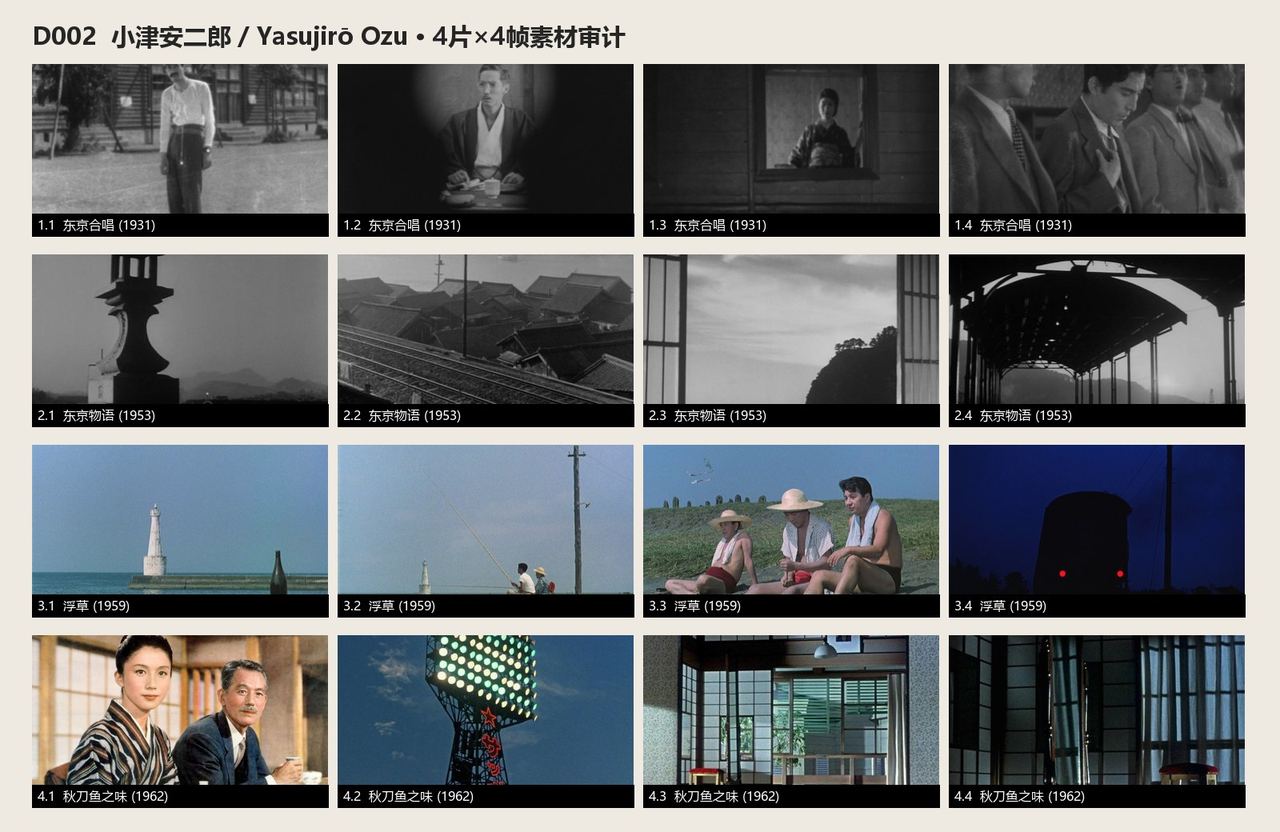 D002 小津安二郎 / Yasujirō Ozu • 4片×4帧素材审计
1.1 东京合唱 (1931)
1.2 东京合唱 (1931)
1.3 东京合唱 (1931)
1.4 东京合唱 (1931)
2.1 东京物语 (1953)
2.2 东京物语 (1953)
2.3 东京物语 (1953)
2.4 东京物语 (1953)
3.1 浮草 (1959)
3.2 浮草 (1959)
3.3 浮草 (1959)
3.4 浮草 (1959)
4.1 秋刀鱼之味 (1962)
4.2 秋刀鱼之味 (1962)
4.3 秋刀鱼之味 (1962)
4.4 秋刀鱼之味 (1962)